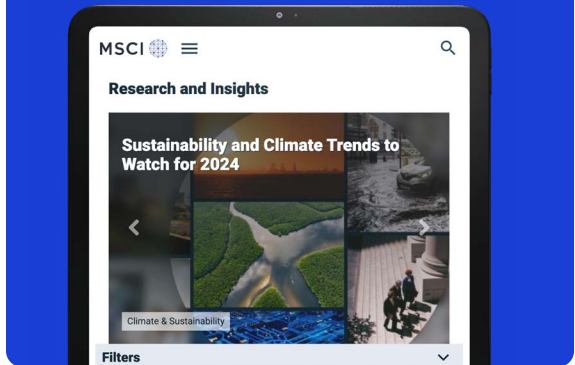 MSCI
Research and Insights
Sustainability and Climate Trends to
Watch for 2024
Climate & Sustainability
Filters